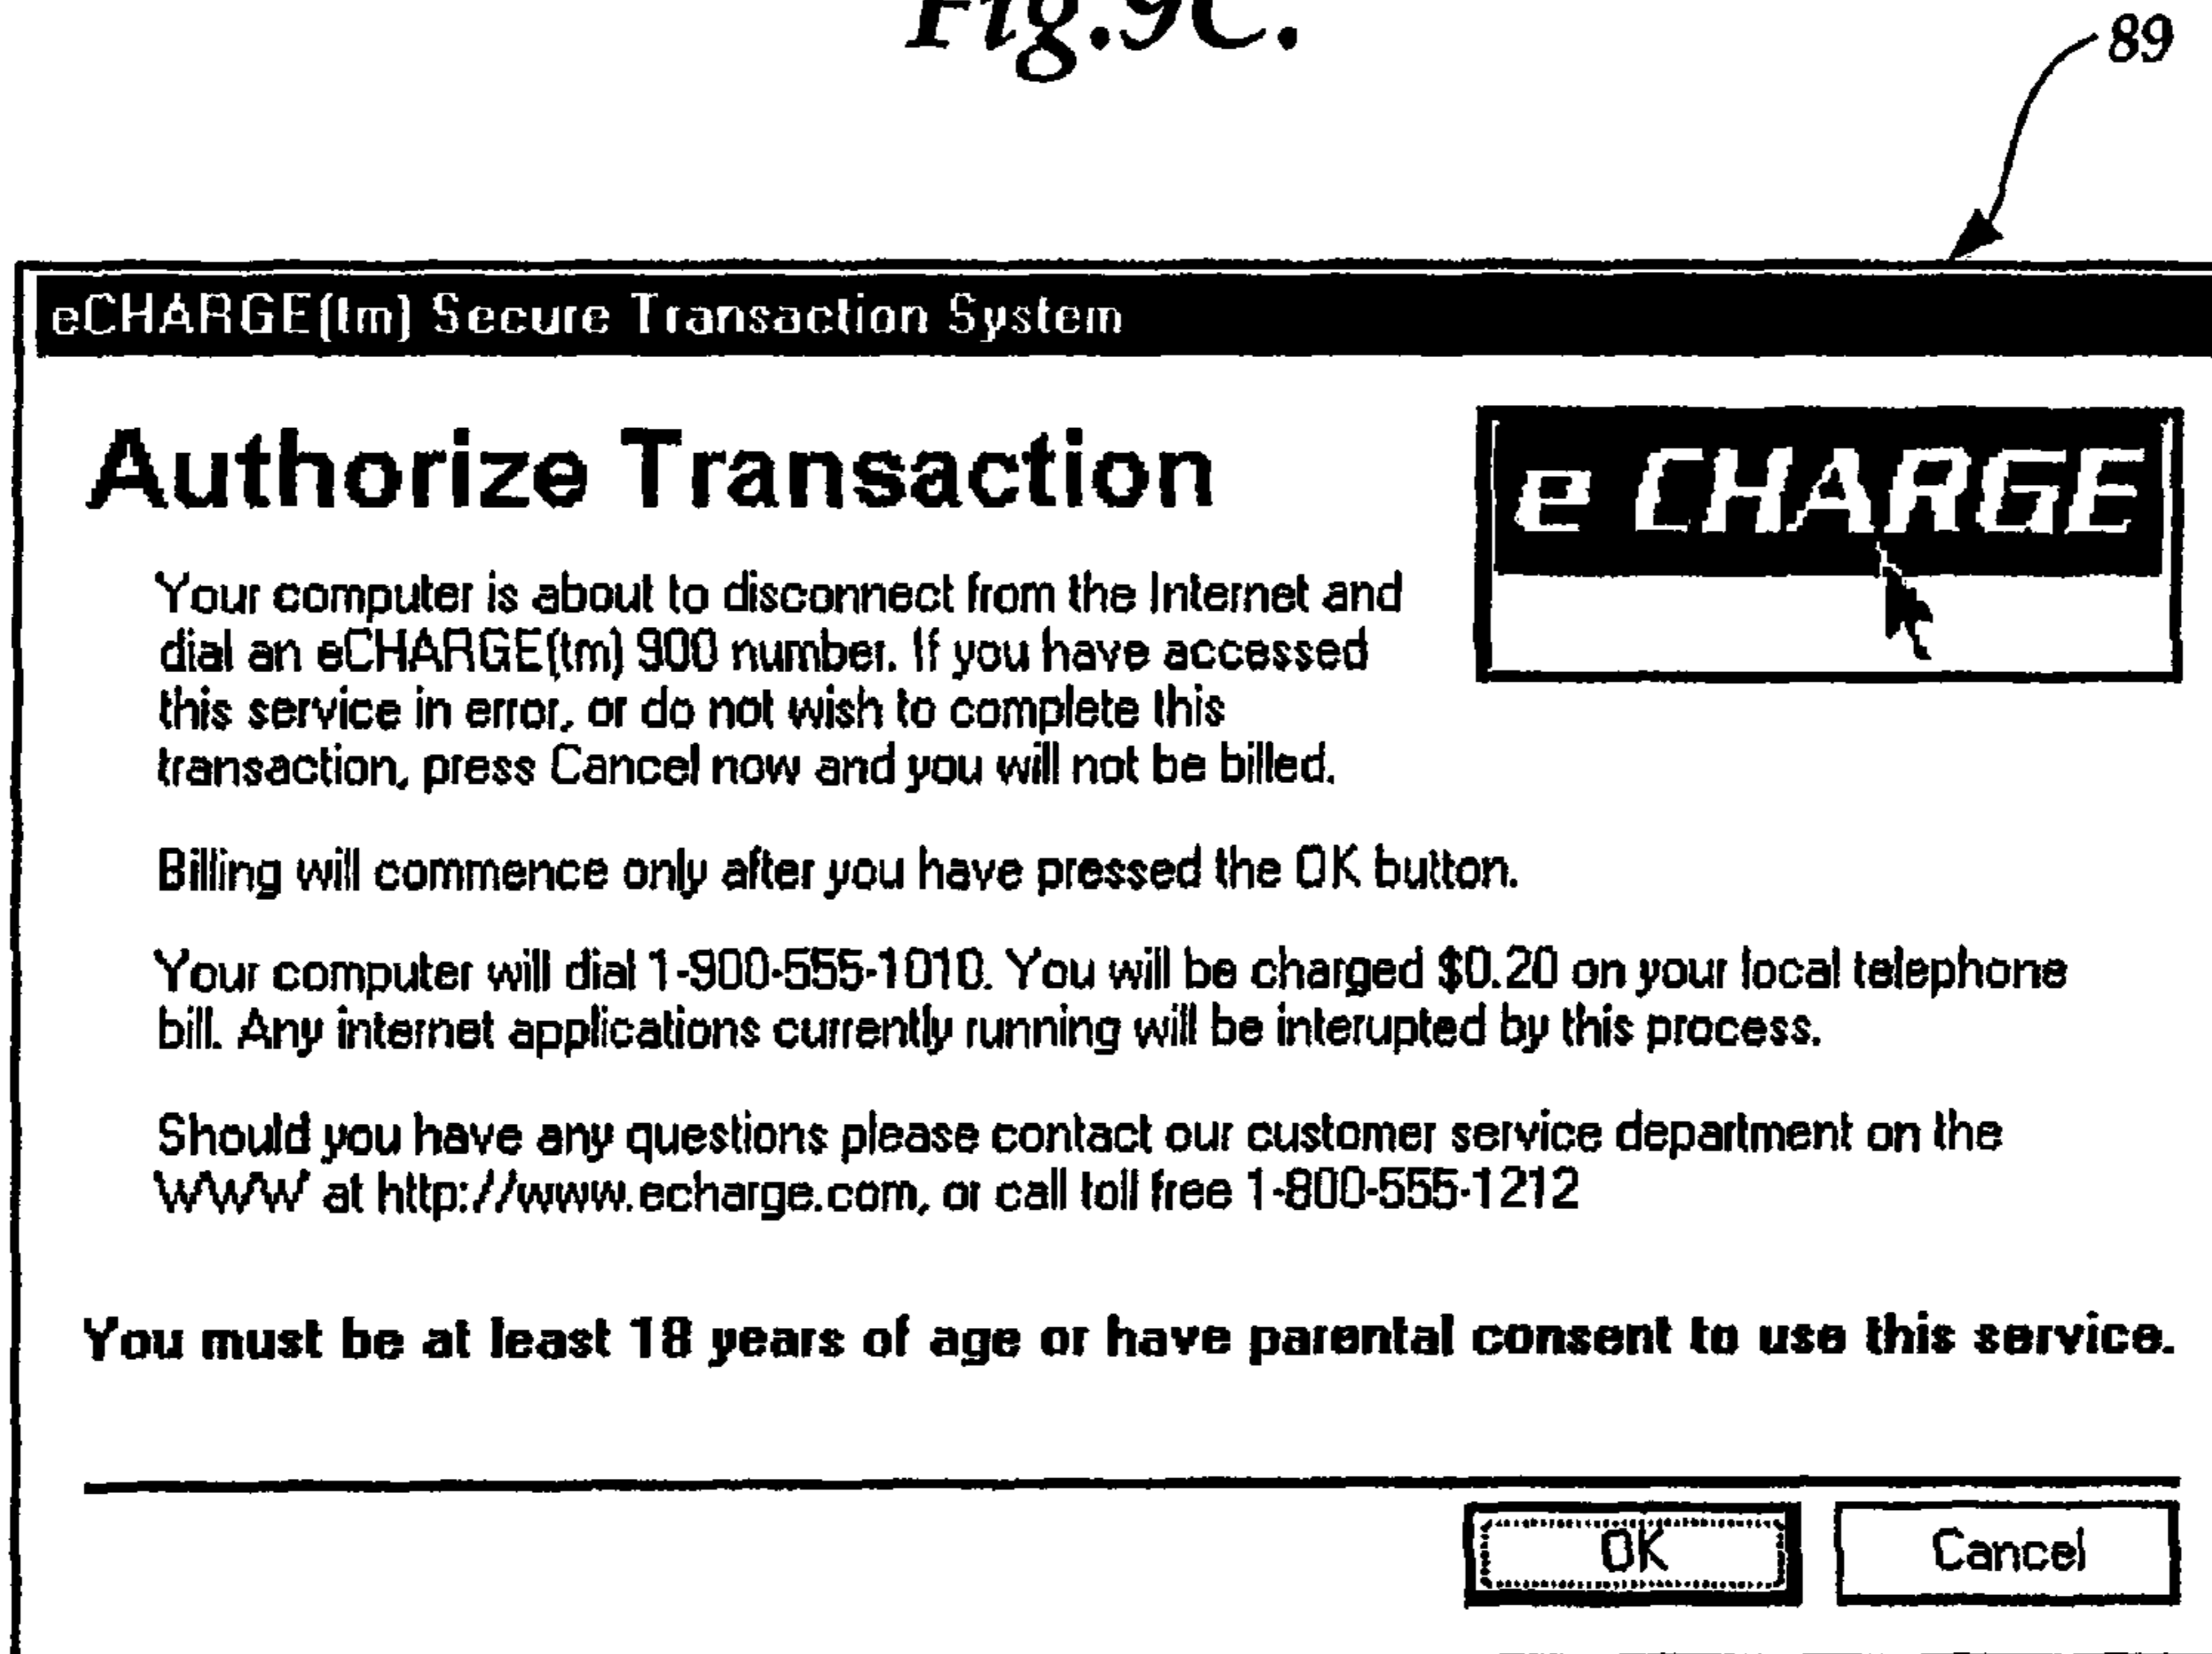 Fig.9C.
89
eCHARGE(tm) Secure Transaction System
Authorize Transaction
e CHARGE
Your computer is about to disconnect from the Internet and
dial an eCHARGE(tm) 900 number. If you have accessed
this service in error, or do not wish to complete this
transaction, press Cancel now and you will not be billed.
Billing will commence only after you have pressed the OK button.
Your computer will dial 1-900-555-1010. You will be charged $0.20 on your local telephone
bill. Any internet applications currently running will be interupted by this process.
Should you have any questions please contact our customer service department on the
WWW at http://www.echarge.com, or call toll free 1-800-555-1212
You must be at least 18 years of age or have parental consent to use this service.
OK
Cancel